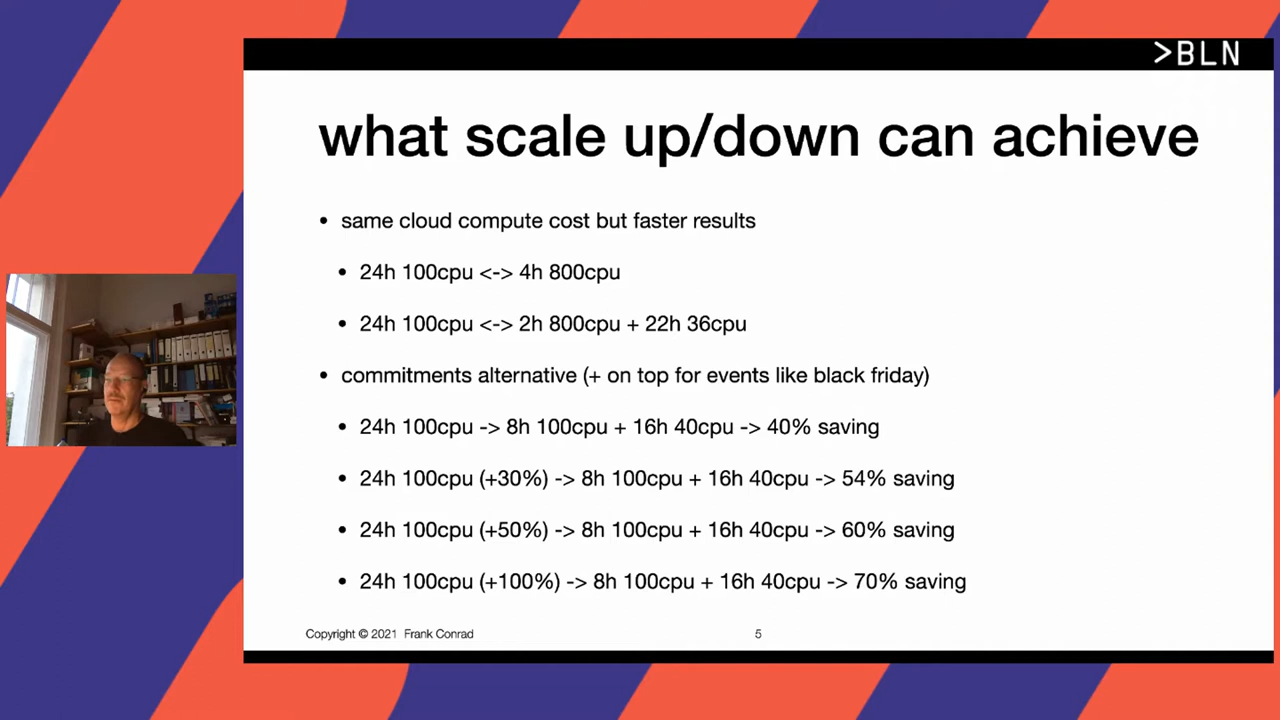 >BLN
what scale up/down can achieve
• same cloud compute cost but faster results
• 24h 100cpu <-> 4h 800cpu
• 24h 100cpu <-> 2h 800cpu + 22h 36cpu
• commitments alternative (+ on top for events like black friday)
• 24h 100cpu -> 8h 100cpu + 16h 40cpu -> 40% saving
• 24h 100cpu (+30%) -> 8h 100cpu + 16h 40cpu -> 54% saving
• 24h 100cpu (+50%) -> 8h 100cpu + 16h 40cpu -> 60% saving
• 24h 100cpu (+100%) -> 8h 100cpu + 16h 40cpu -> 70% saving
Copyright © 2021 Frank Conrad
5